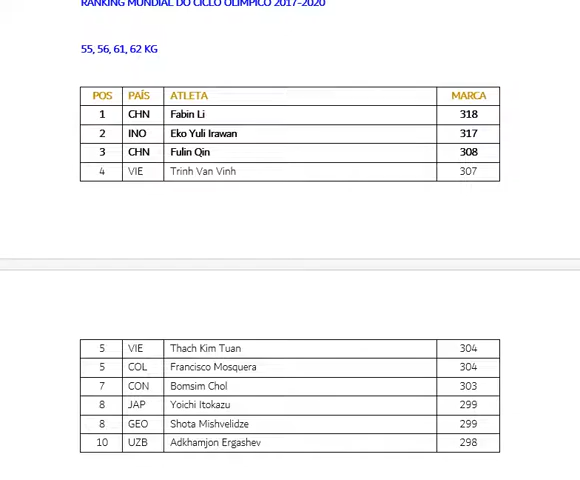 RANKING MUNDIAL DO CICLO OLÍMPICO 2017-2020
55, 56, 61, 62 KG
POS PAÍS ATLETA MARCA
1 CHN Fabin Li 318
2 INO Eko Yuli Irawan 317
3 CHN Fulin Qin 308
4 VIE Trinh Van Vinh 307
5 VIE Thach Kim Tuan 304
5 COL Francisco Mosquera 304
7 CON Bomsim Chol 303
8 JAP Yoichi Itokazu 299
8 GEO Shota Mishvelidze 299
10 UZB Adkhamjon Ergashev 298